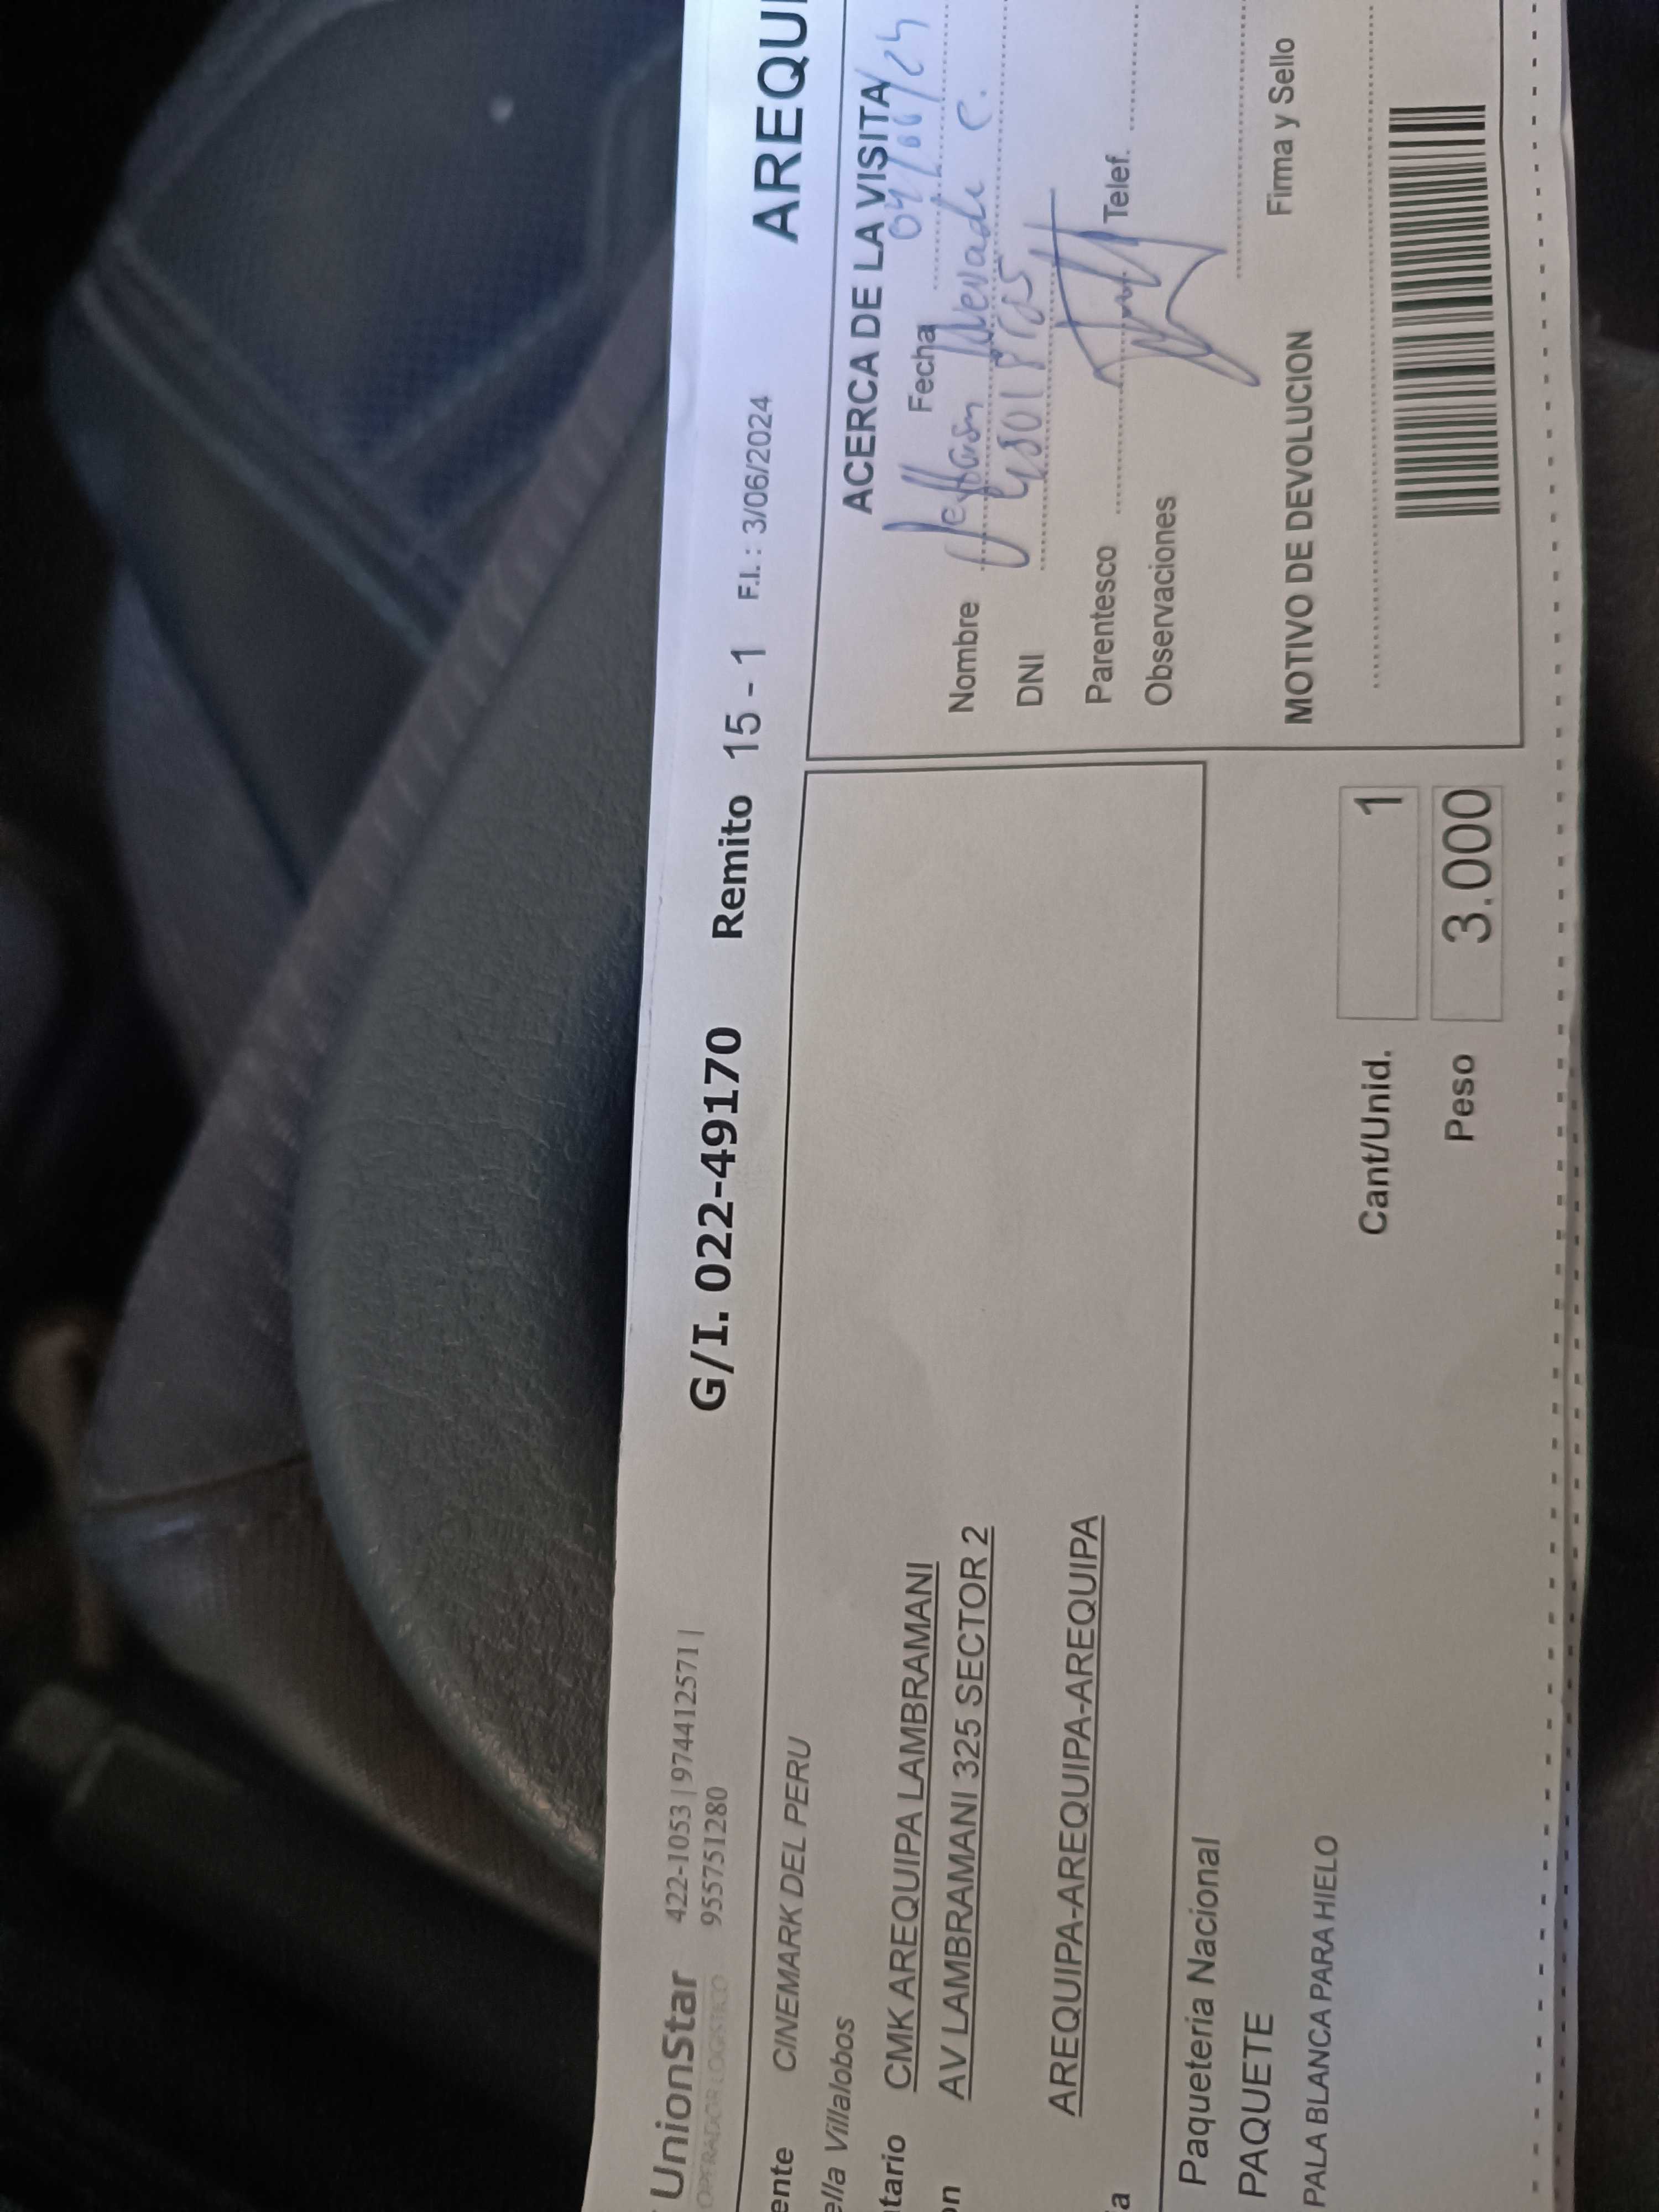 UnionStar 422-1053 | 974412571 |
OPERADOR LOGISTICO 955751280
G/I. 022-49170 Remito 15 - 1 F.I. : 3/06/2024 AREQUI
ente CINEMARK DEL PERU
ella Villalobos
tario CMK AREQUIPA LAMBRAMANI
on AV LAMBRAMANI 325 SECTOR 2
a AREQUIPA-AREQUIPA-AREQUIPA
Paqueteria Nacional
PAQUETE
PALA BLANCA PARA HIELO
Cant/Unid. 1
Peso 3.000
ACERCA DE LA VISITA
Fecha 04/06/24
Nombre
DNI
Parentesco Telef.
Observaciones
Firma y Sello
MOTIVO DE DEVOLUCION